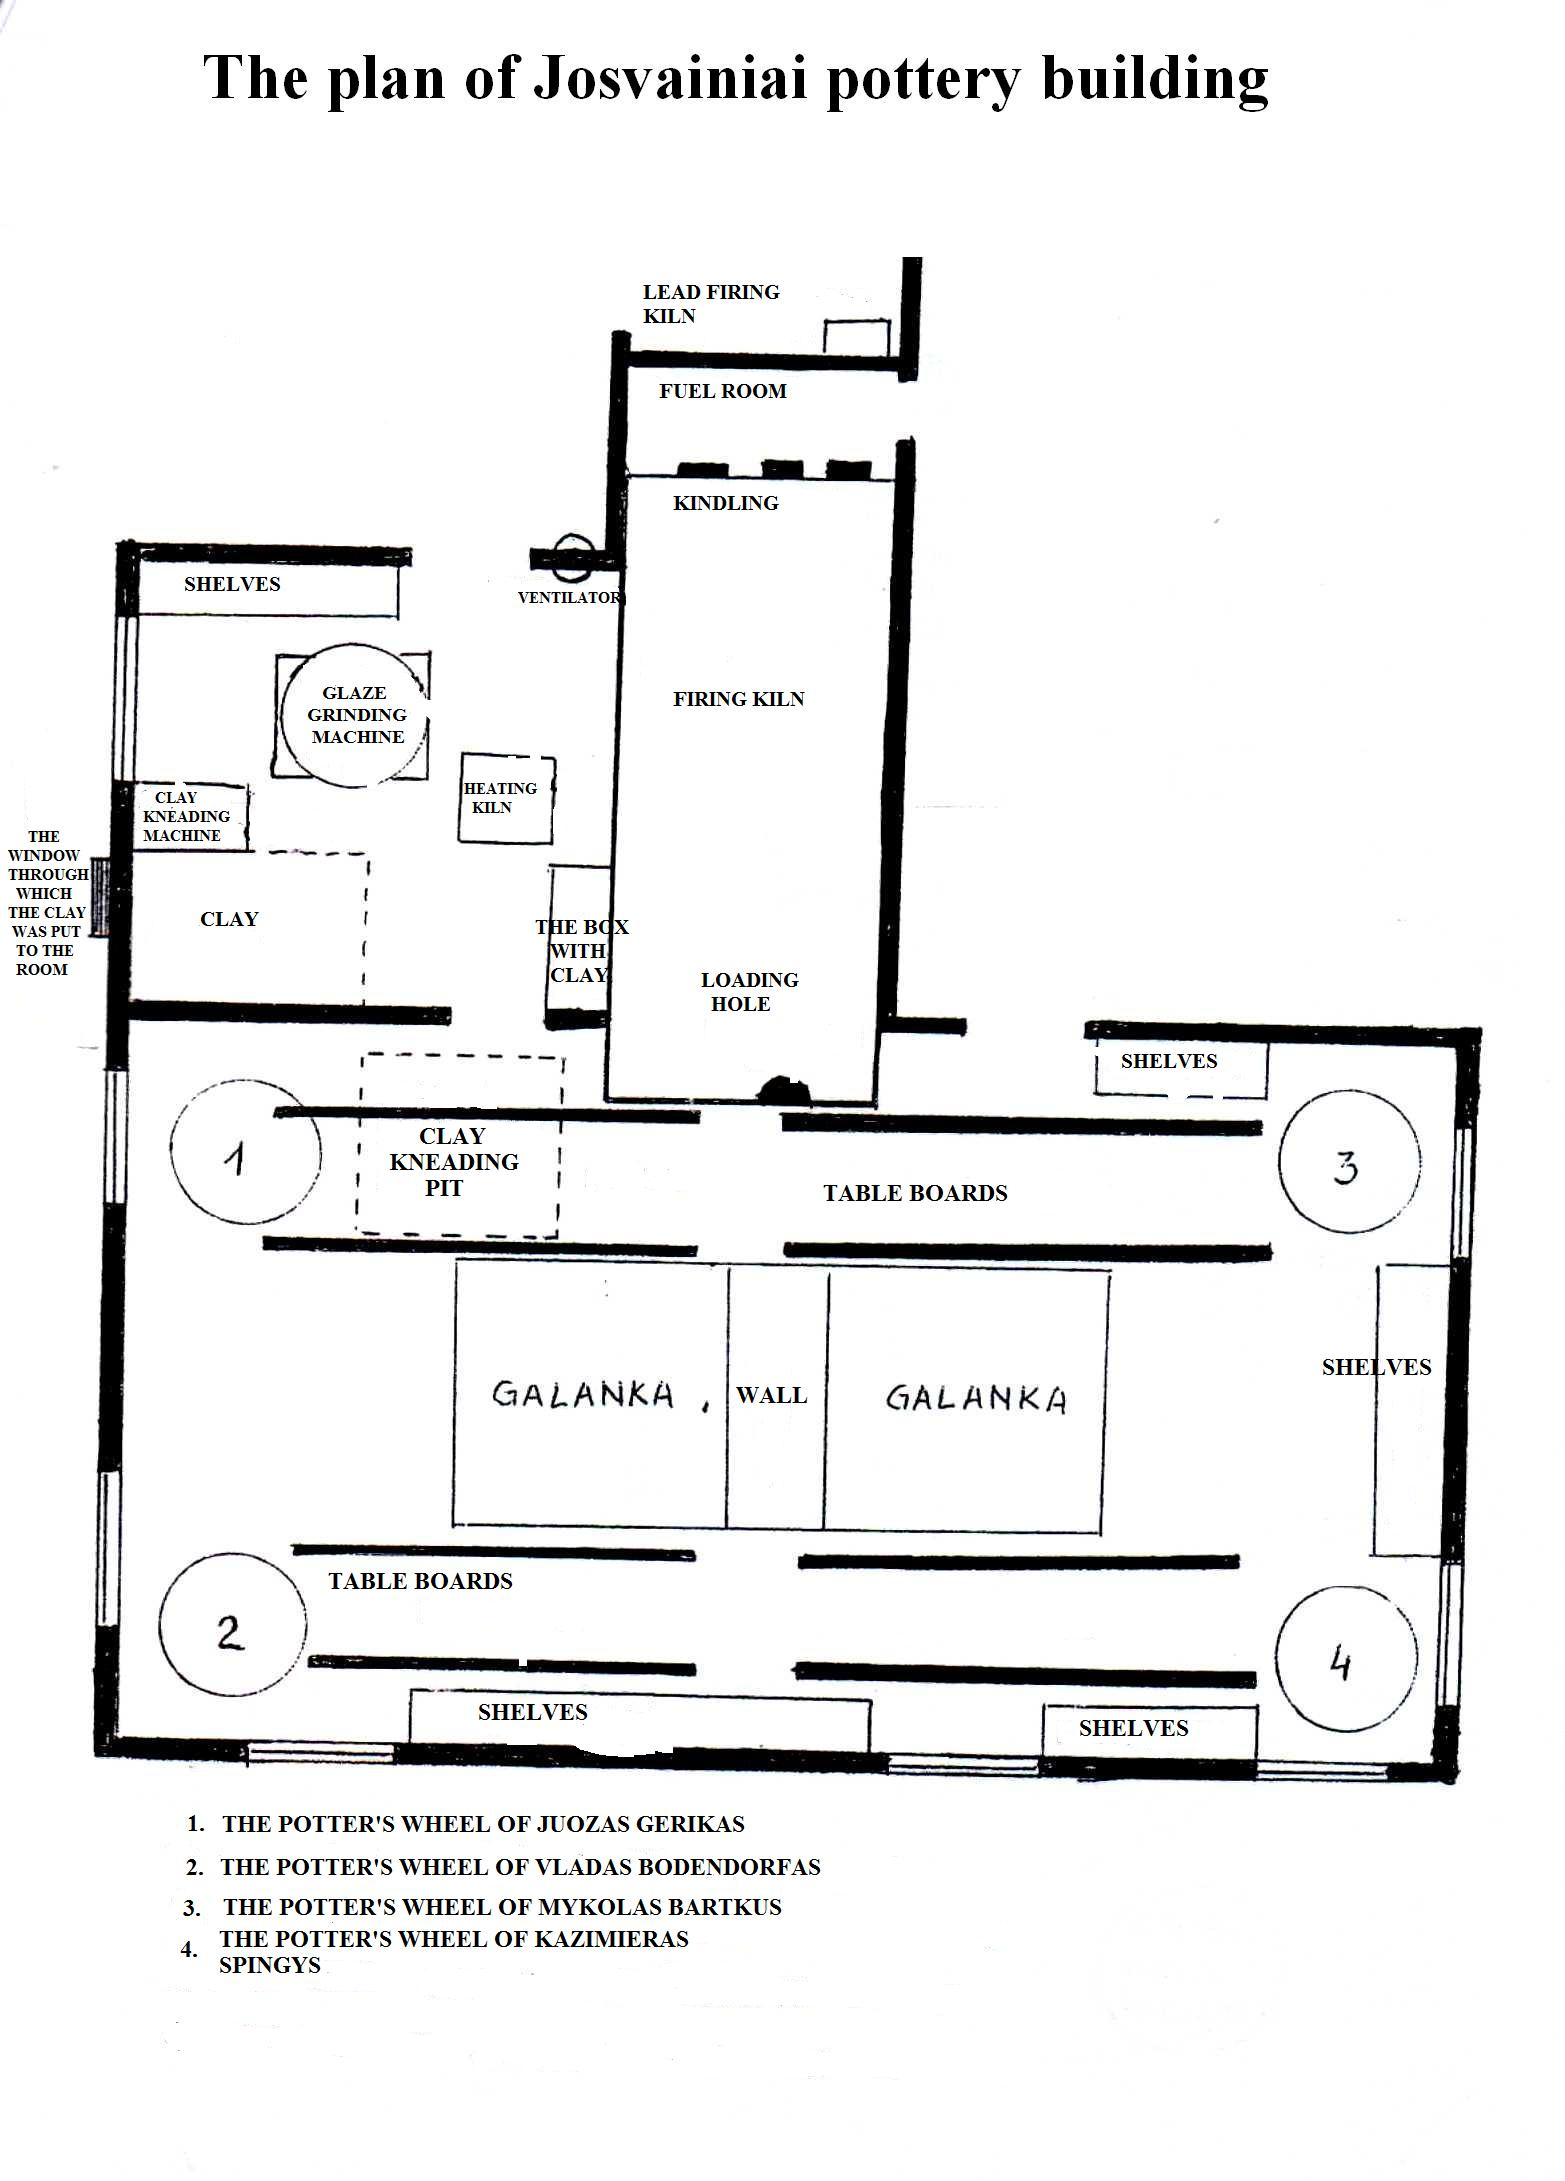 The plan of Josvainiai pottery building
LEAD FIRING
KILN
FUEL ROOM
KINDLING
SHELVES
VENTILATOR
GLAZE
GRINDING
MACHINE
FIRING KILN
HEATING
KILN
CLAY
KNEADING
MACHINE
THE
WINDOW
THROUGH
WHICH
THE CLAY
WAS PUT
TO THE
ROOM
CLAY
THE BOX
WITH
CLAY
LOADING
HOLE
SHELVES
1
CLAY
KNEADING
PIT
TABLE BOARDS
3
SHELVES
GALANKA
WALL
GALANKA
TABLE BOARDS
2
4
SHELVES
SHELVES
1. THE POTTER'S WHEEL OF JUOZAS GERIKAS
2. THE POTTER'S WHEEL OF VLADAS BODENDORFAS
3. THE POTTER'S WHEEL OF MYKOLAS BARTKUS
4. THE POTTER'S WHEEL OF KAZIMIERAS
SPINGYS